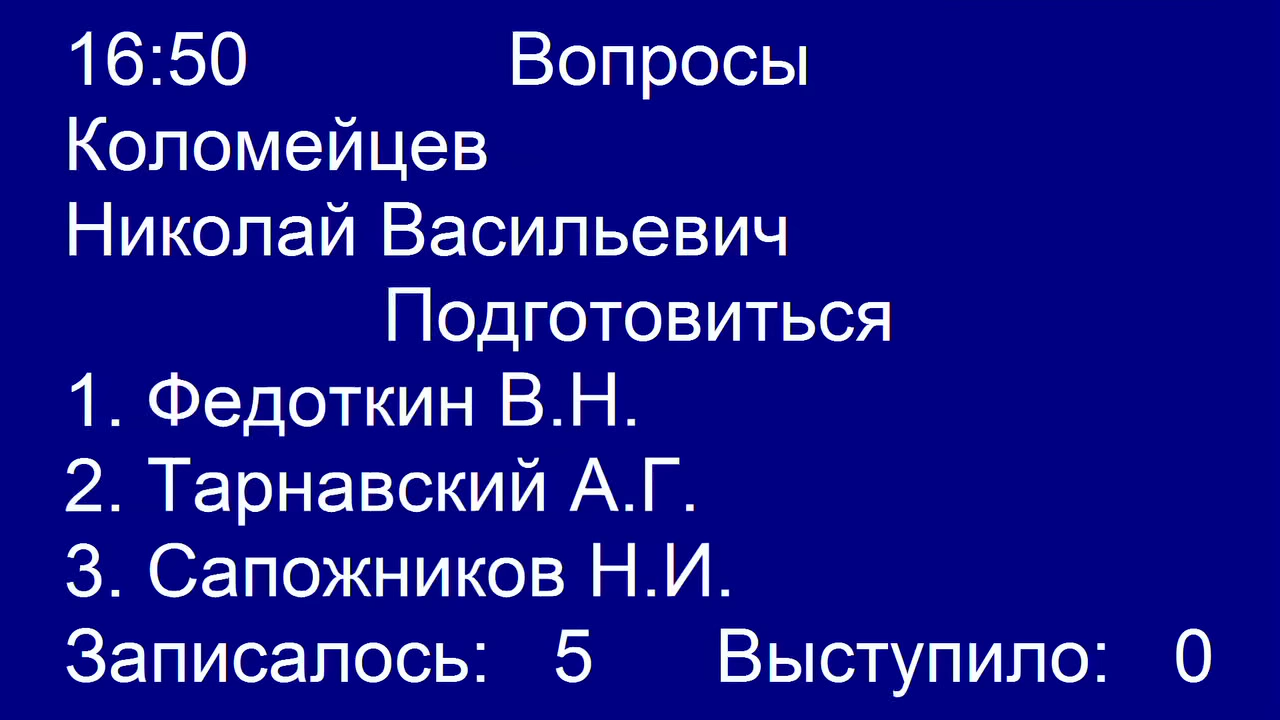 16:50 Вопросы
Коломейцев
Николай Васильевич
Подготовиться
1. Федоткин В.Н.
2. Тарнавский А.Г.
3. Сапожников Н.И.
Записалось: 5 Выступило: 0